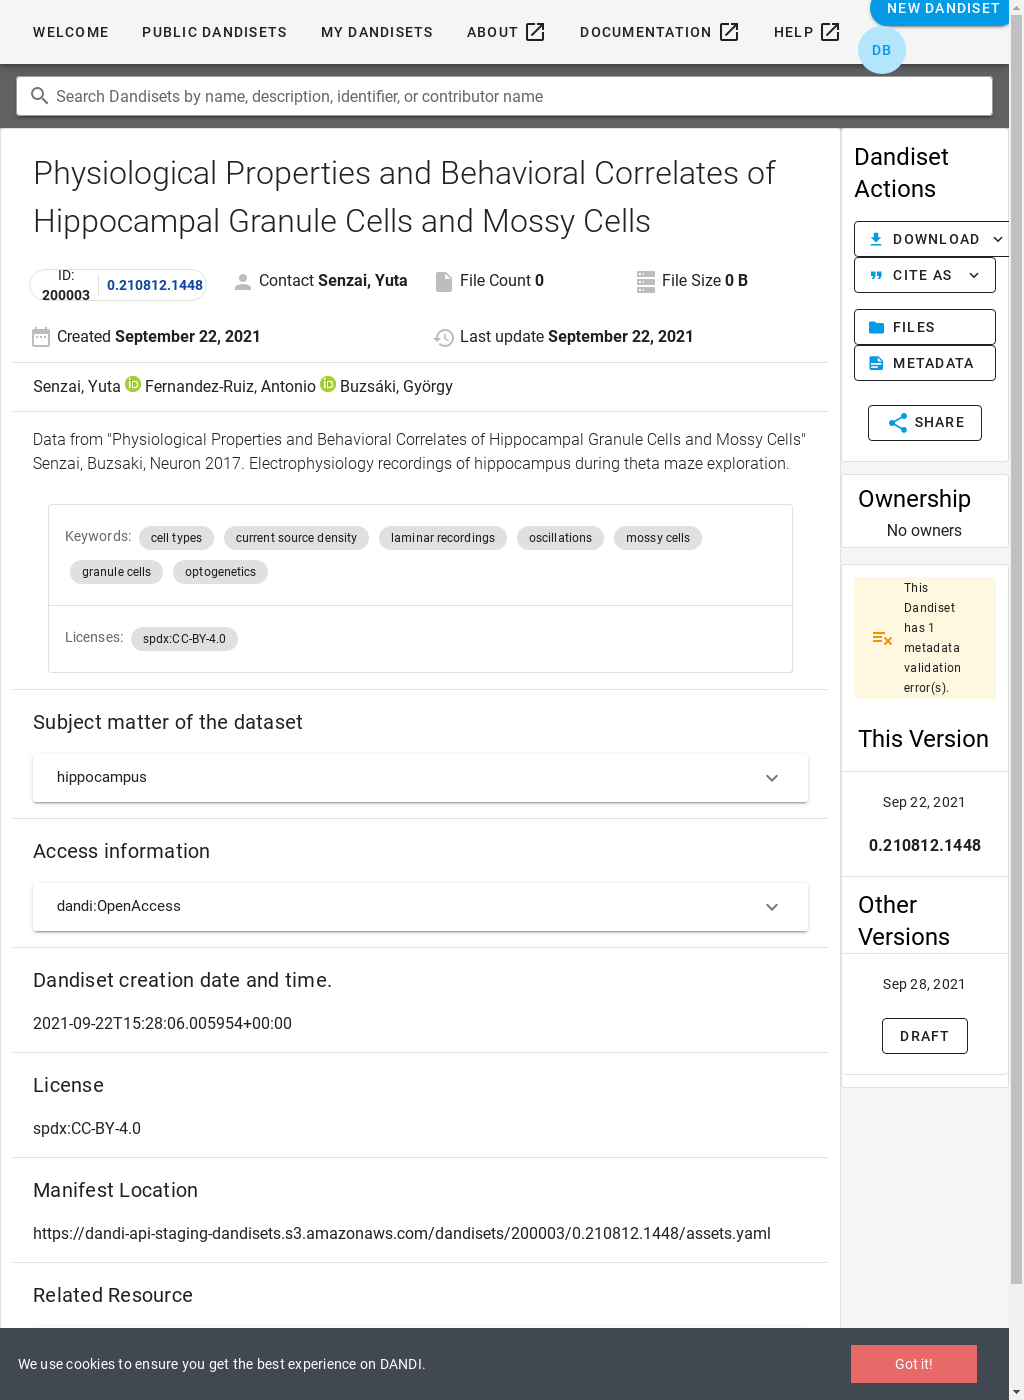 WELCOME PUBLIC DANDISETS MY DANDISETS ABOUT DOCUMENTATION HELP NEW DANDISET
DB
Search Dandisets by name, description, identifier, or contributor name
Physiological Properties and Behavioral Correlates of
Hippocampal Granule Cells and Mossy Cells
ID:
200003 0.210812.1448 Contact Senzai, Yuta File Count 0 File Size 0 B
Created September 22, 2021 Last update September 22, 2021
Senzai, Yuta Fernandez-Ruiz, Antonio Buzsáki, György
Data from "Physiological Properties and Behavioral Correlates of Hippocampal Granule Cells and Mossy Cells"
Senzai, Buzsaki, Neuron 2017. Electrophysiology recordings of hippocampus during theta maze exploration.
Keywords: cell types current source density laminar recordings oscillations mossy cells
granule cells optogenetics
Licenses: spdx:CC-BY-4.0
Subject matter of the dataset
hippocampus
Access information
dandi:OpenAccess
Dandiset creation date and time.
2021-09-22T15:28:06.005954+00:00
License
spdx:CC-BY-4.0
Manifest Location
https://dandi-api-staging-dandisets.s3.amazonaws.com/dandisets/200003/0.210812.1448/assets.yaml
Related Resource
Dandiset
Actions
DOWNLOAD
CITE AS
FILES
METADATA
SHARE
Ownership
No owners
This
Dandiset
has 1
metadata
validation
error(s).
This Version
Sep 22, 2021
0.210812.1448
Other
Versions
Sep 28, 2021
DRAFT
We use cookies to ensure you get the best experience on DANDI.
Got it!